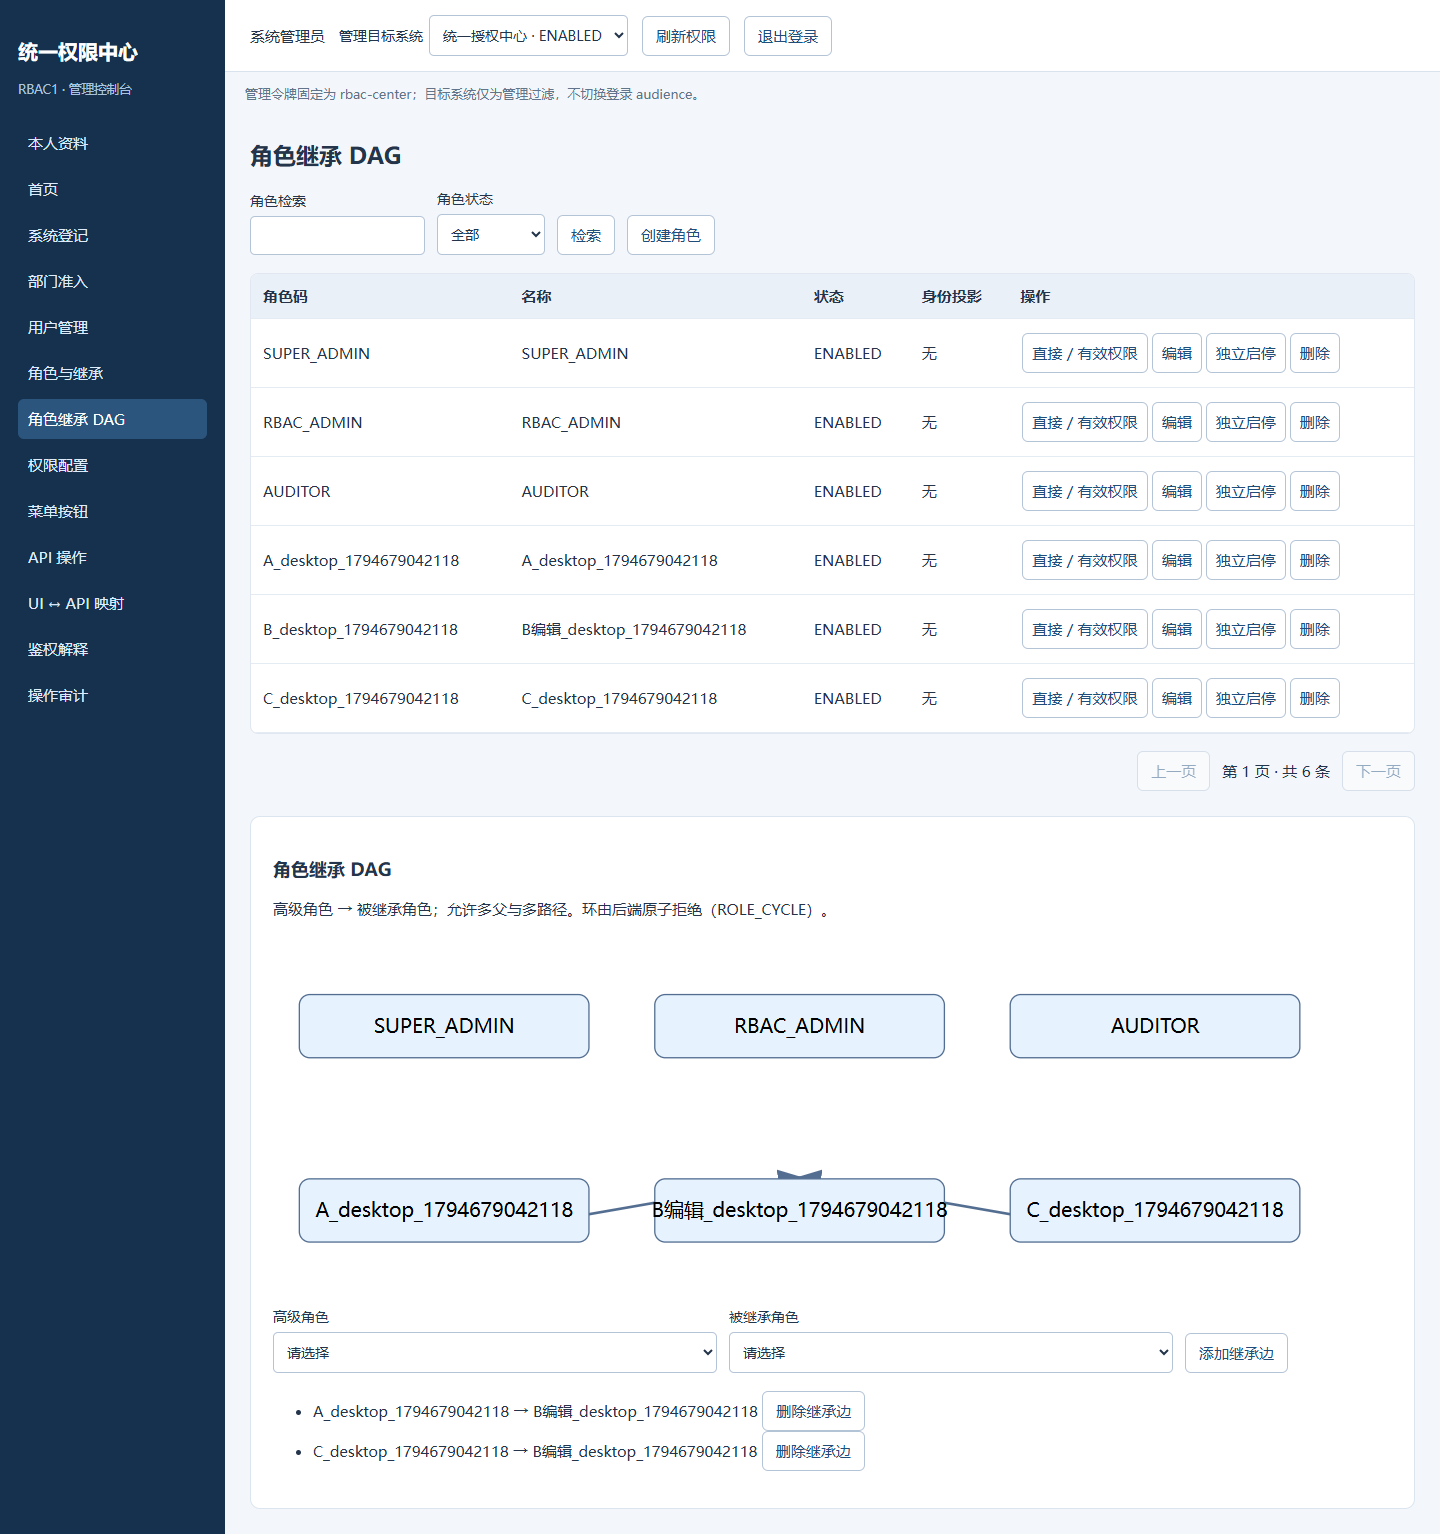 统一权限中心
RBAC1 · 管理控制台
本人资料
首页
系统登记
部门准入
用户管理
角色与继承
角色继承 DAG
权限配置
菜单按钮
API 操作
UI ↔ API 映射
鉴权解释
操作审计
系统管理员 管理目标系统 统一授权中心 · ENABLED 刷新权限 退出登录
管理令牌固定为 rbac-center；目标系统仅为管理过滤，不切换登录 audience。
角色继承 DAG
角色检索 角色状态
全部 检索 创建角色
角色码 名称 状态 身份投影 操作
SUPER_ADMIN SUPER_ADMIN ENABLED 无 直接 / 有效权限 编辑 独立启停 删除
RBAC_ADMIN RBAC_ADMIN ENABLED 无 直接 / 有效权限 编辑 独立启停 删除
AUDITOR AUDITOR ENABLED 无 直接 / 有效权限 编辑 独立启停 删除
A_desktop_1794679042118 A_desktop_1794679042118 ENABLED 无 直接 / 有效权限 编辑 独立启停 删除
B_desktop_1794679042118 B编辑_desktop_1794679042118 ENABLED 无 直接 / 有效权限 编辑 独立启停 删除
C_desktop_1794679042118 C_desktop_1794679042118 ENABLED 无 直接 / 有效权限 编辑 独立启停 删除
上一页 第 1 页 · 共 6 条 下一页
角色继承 DAG
高级角色 → 被继承角色；允许多父与多路径。环由后端原子拒绝（ROLE_CYCLE）。
SUPER_ADMIN RBAC_ADMIN AUDITOR
A_desktop_1794679042118 B编辑_desktop_1794679042118 C_desktop_1794679042118
高级角色 被继承角色
请选择 请选择 添加继承边
• A_desktop_1794679042118 → B编辑_desktop_1794679042118 删除继承边
• C_desktop_1794679042118 → B编辑_desktop_1794679042118 删除继承边